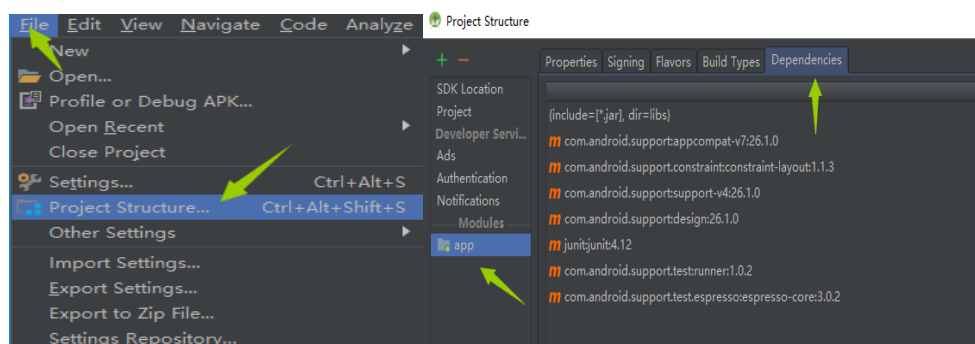 File Edit View Navigate Code Analyze
New
Open...
Profile or Debug APK...
Open Recent
Close Project
Settings... Ctrl+Alt+S
Project Structure... Ctrl+Alt+Shift+S
Other Settings
Import Settings...
Export Settings...
Export to Zip File...
Settings Repository...
Project Structure
SDK Location
Project
Developer Servi...
Ads
Authentication
Notifications
Modules
app
Properties Signing Flavors Build Types Dependencies
{include=[*.jar], dir=libs}
m com.android.support:appcompat-v7:26.1.0
m com.android.support.constraint:constraint-layout:1.1.3
m com.android.support:support-v4:26.1.0
m com.android.support:design:26.1.0
m junit:junit:4.12
m com.android.support.test:runner:1.0.2
m com.android.support.test.espresso:espresso-core:3.0.2